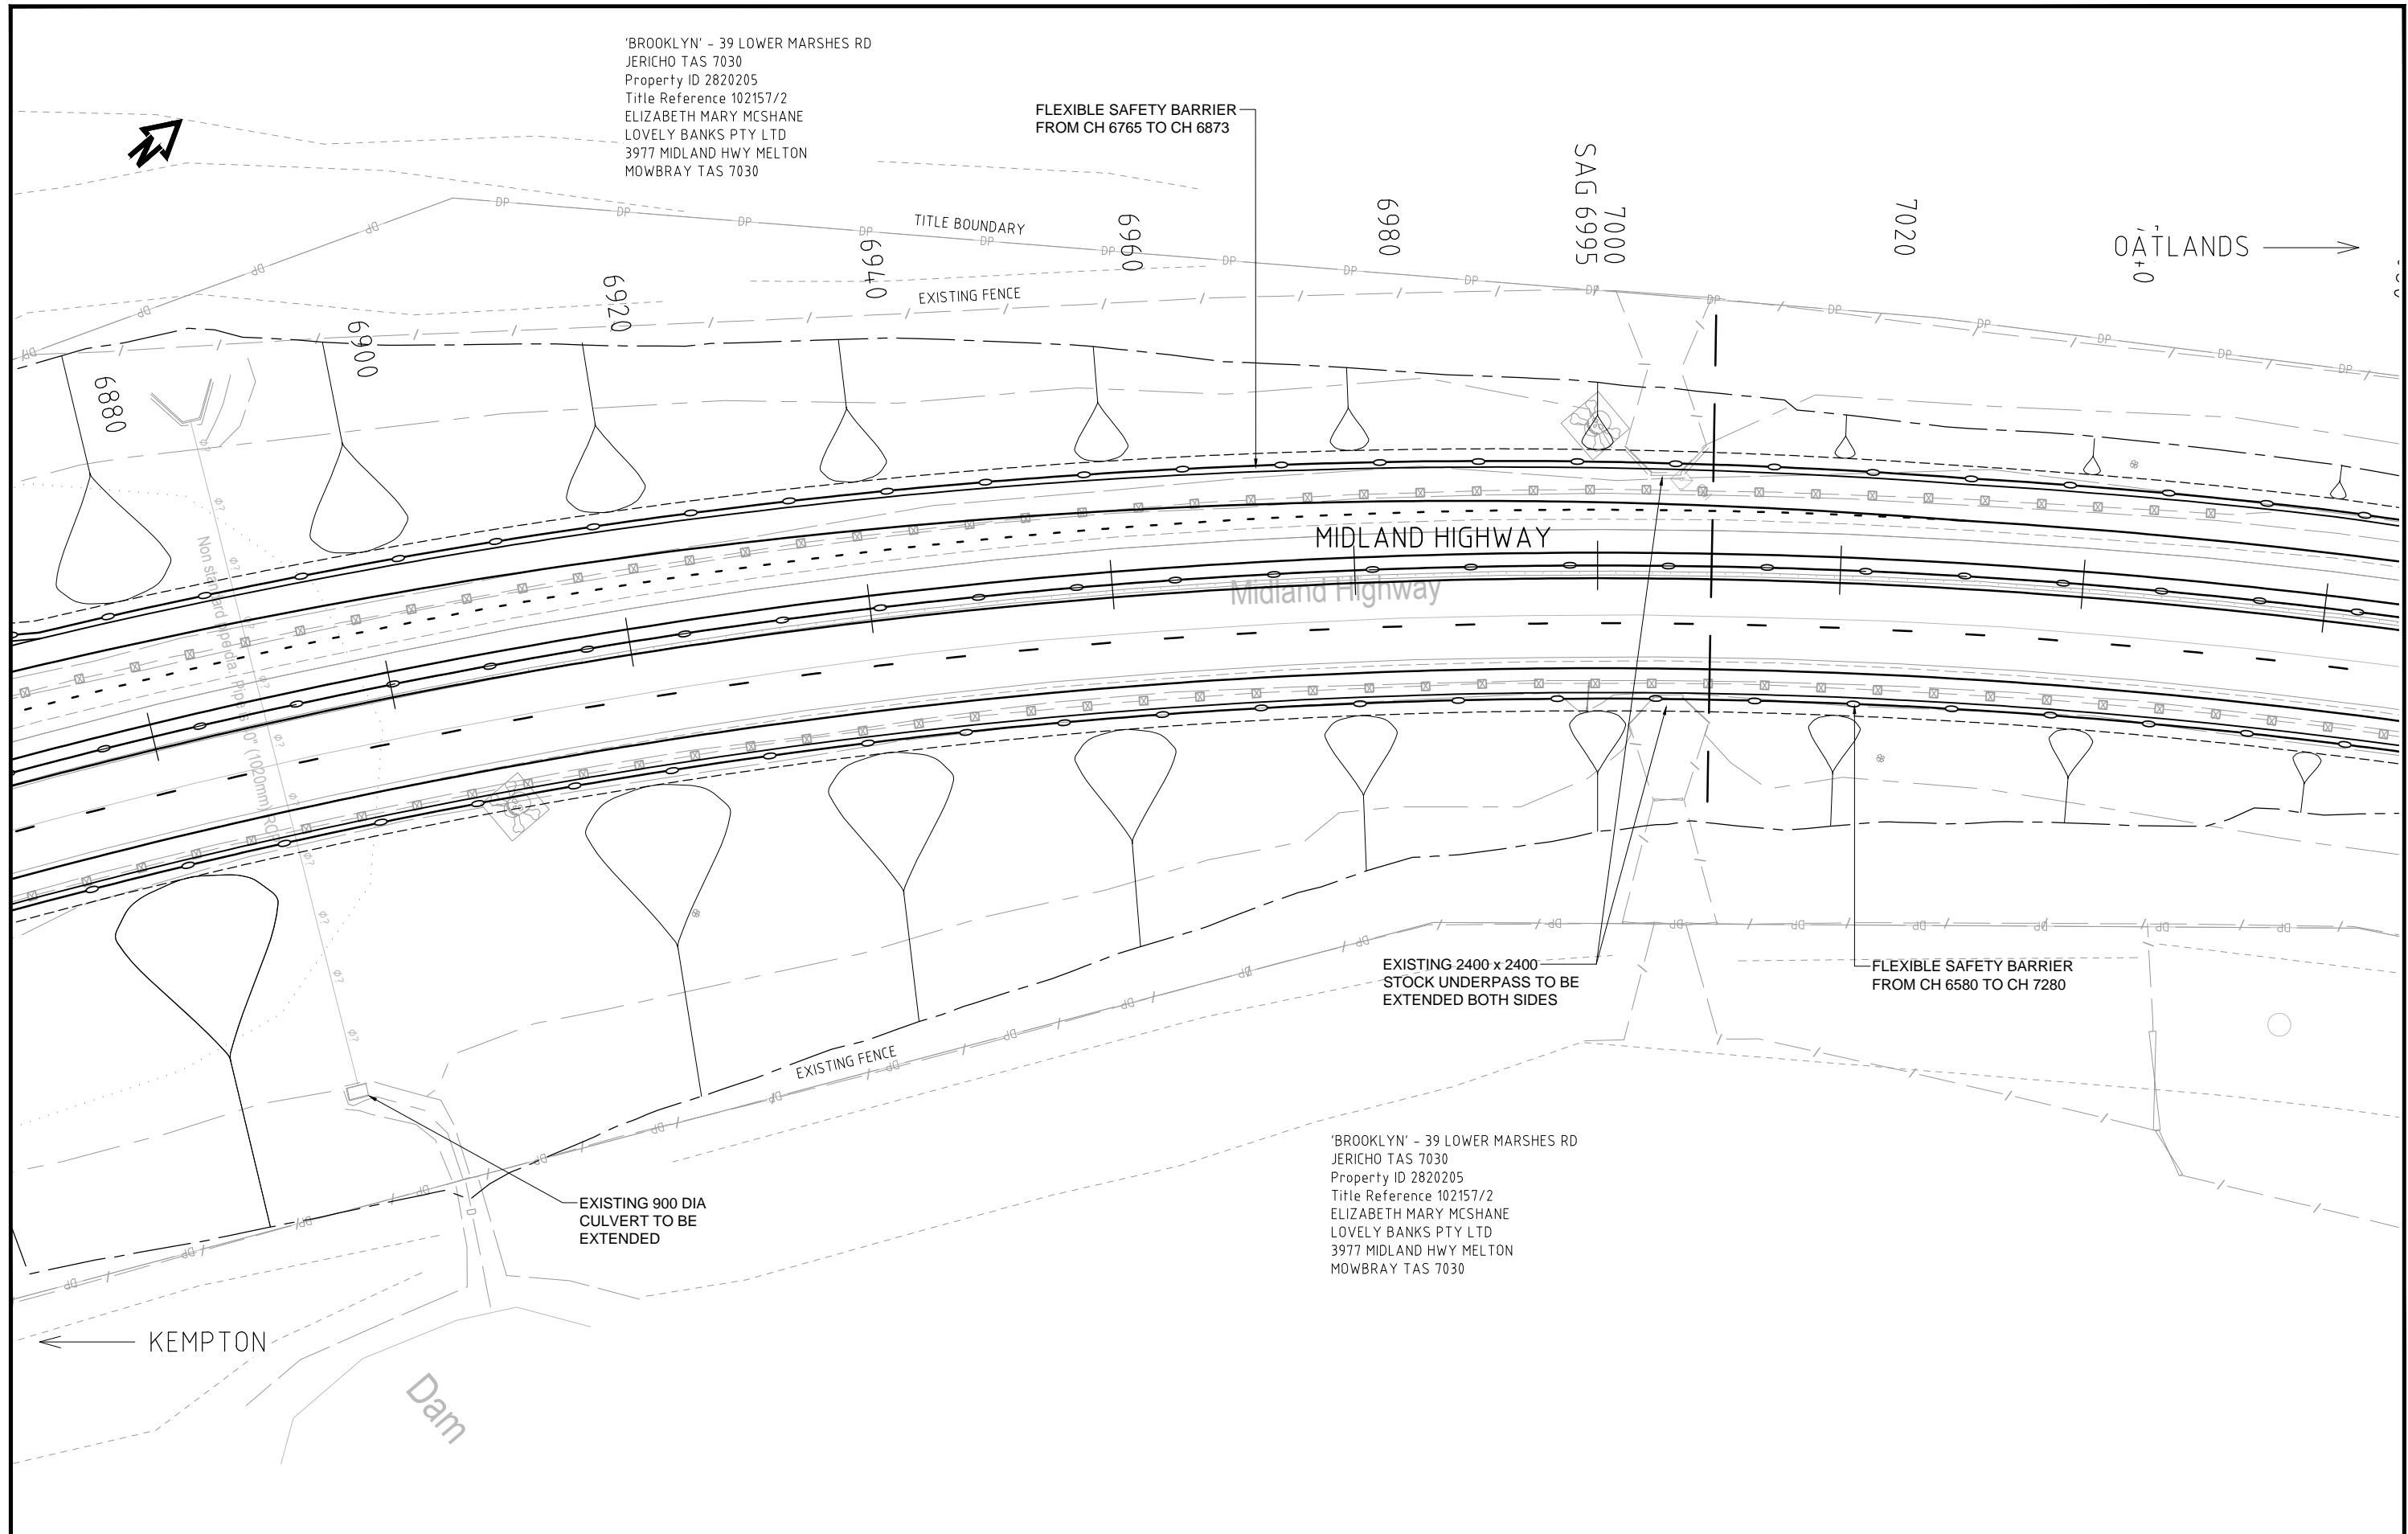 'BROOKLYN' - 39 LOWER MARSHES RD
JERICHO TAS 7030
Property ID 2820205
Title Reference 102157/2
ELIZABETH MARY MCSHANE
LOVELY BANKS PTY LTD
3977 MIDLAND HWY MELTON
MOWBRAY TAS 7030
FLEXIBLE SAFETY BARRIER
FROM CH 6765 TO CH 6873
N
TITLE BOUNDARY
EXISTING FENCE
6880
6900
6920
6940
6960
6980
SAG 6995
7000
7020
OATLANDS
MIDLAND HIGHWAY
Midland Highway
Non standard pipe dia
EXISTING 2400 x 2400
STOCK UNDERPASS TO BE
EXTENDED BOTH SIDES
FLEXIBLE SAFETY BARRIER
FROM CH 6580 TO CH 7280
EXISTING FENCE
EXISTING 900 DIA
CULVERT TO BE
EXTENDED
'BROOKLYN' - 39 LOWER MARSHES RD
JERICHO TAS 7030
Property ID 2820205
Title Reference 102157/2
ELIZABETH MARY MCSHANE
LOVELY BANKS PTY LTD
3977 MIDLAND HWY MELTON
MOWBRAY TAS 7030
KEMPTON
Dam